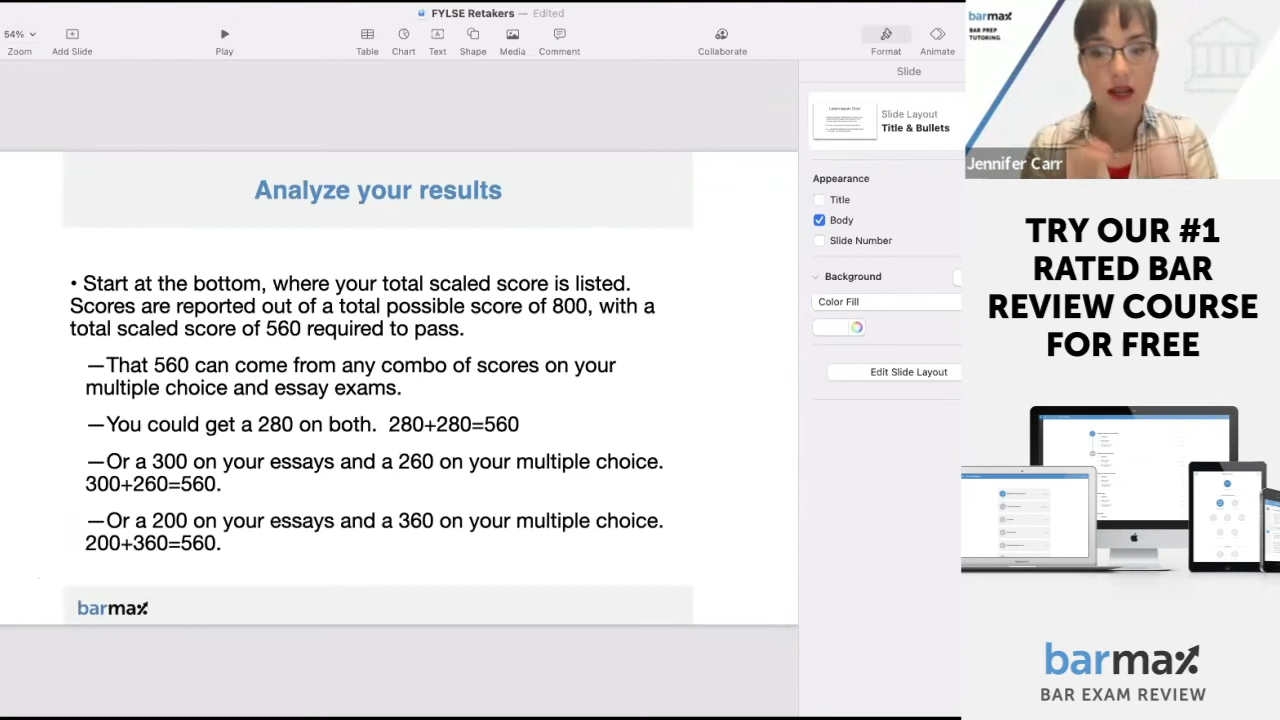 FYLSE Retakers — Edited
54%
Zoom
Add Slide
Play
Table
Chart
Text
Shape
Media
Comment
Collaborate
Format
Animate
Slide
Slide Layout
Title & Bullets
Appearance
Title
Body
Slide Number
Background
Color Fill
Edit Slide Layout
Analyze your results
• Start at the bottom, where your total scaled score is listed.
Scores are reported out of a total possible score of 800, with a
total scaled score of 560 required to pass.
—That 560 can come from any combo of scores on your
multiple choice and essay exams.
—You could get a 280 on both. 280+280=560
—Or a 300 on your essays and a 260 on your multiple choice.
300+260=560.
—Or a 200 on your essays and a 360 on your multiple choice.
200+360=560.
barmax
barmax
BAR PREP
TUTORING
Jennifer Carr
TRY OUR #1
RATED BAR
REVIEW COURSE
FOR FREE
barmax
BAR EXAM REVIEW